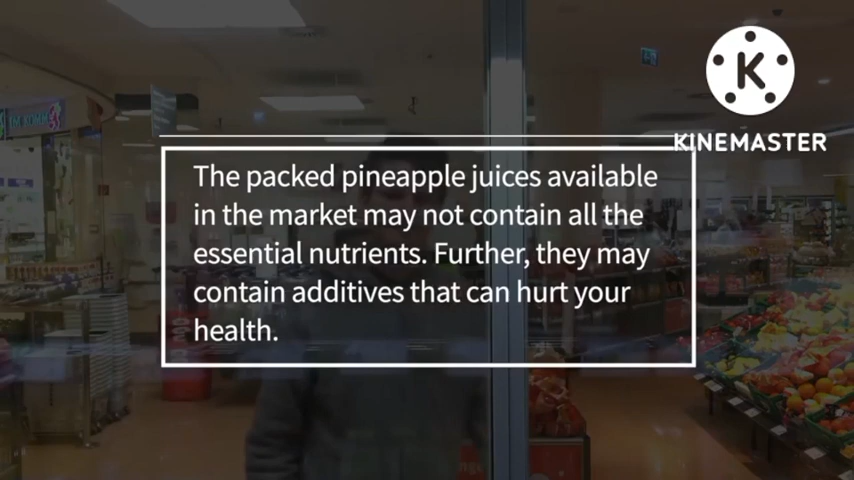 KINEMASTER
The packed pineapple juices available
in the market may not contain all the
essential nutrients. Further, they may
contain additives that can hurt your
health.